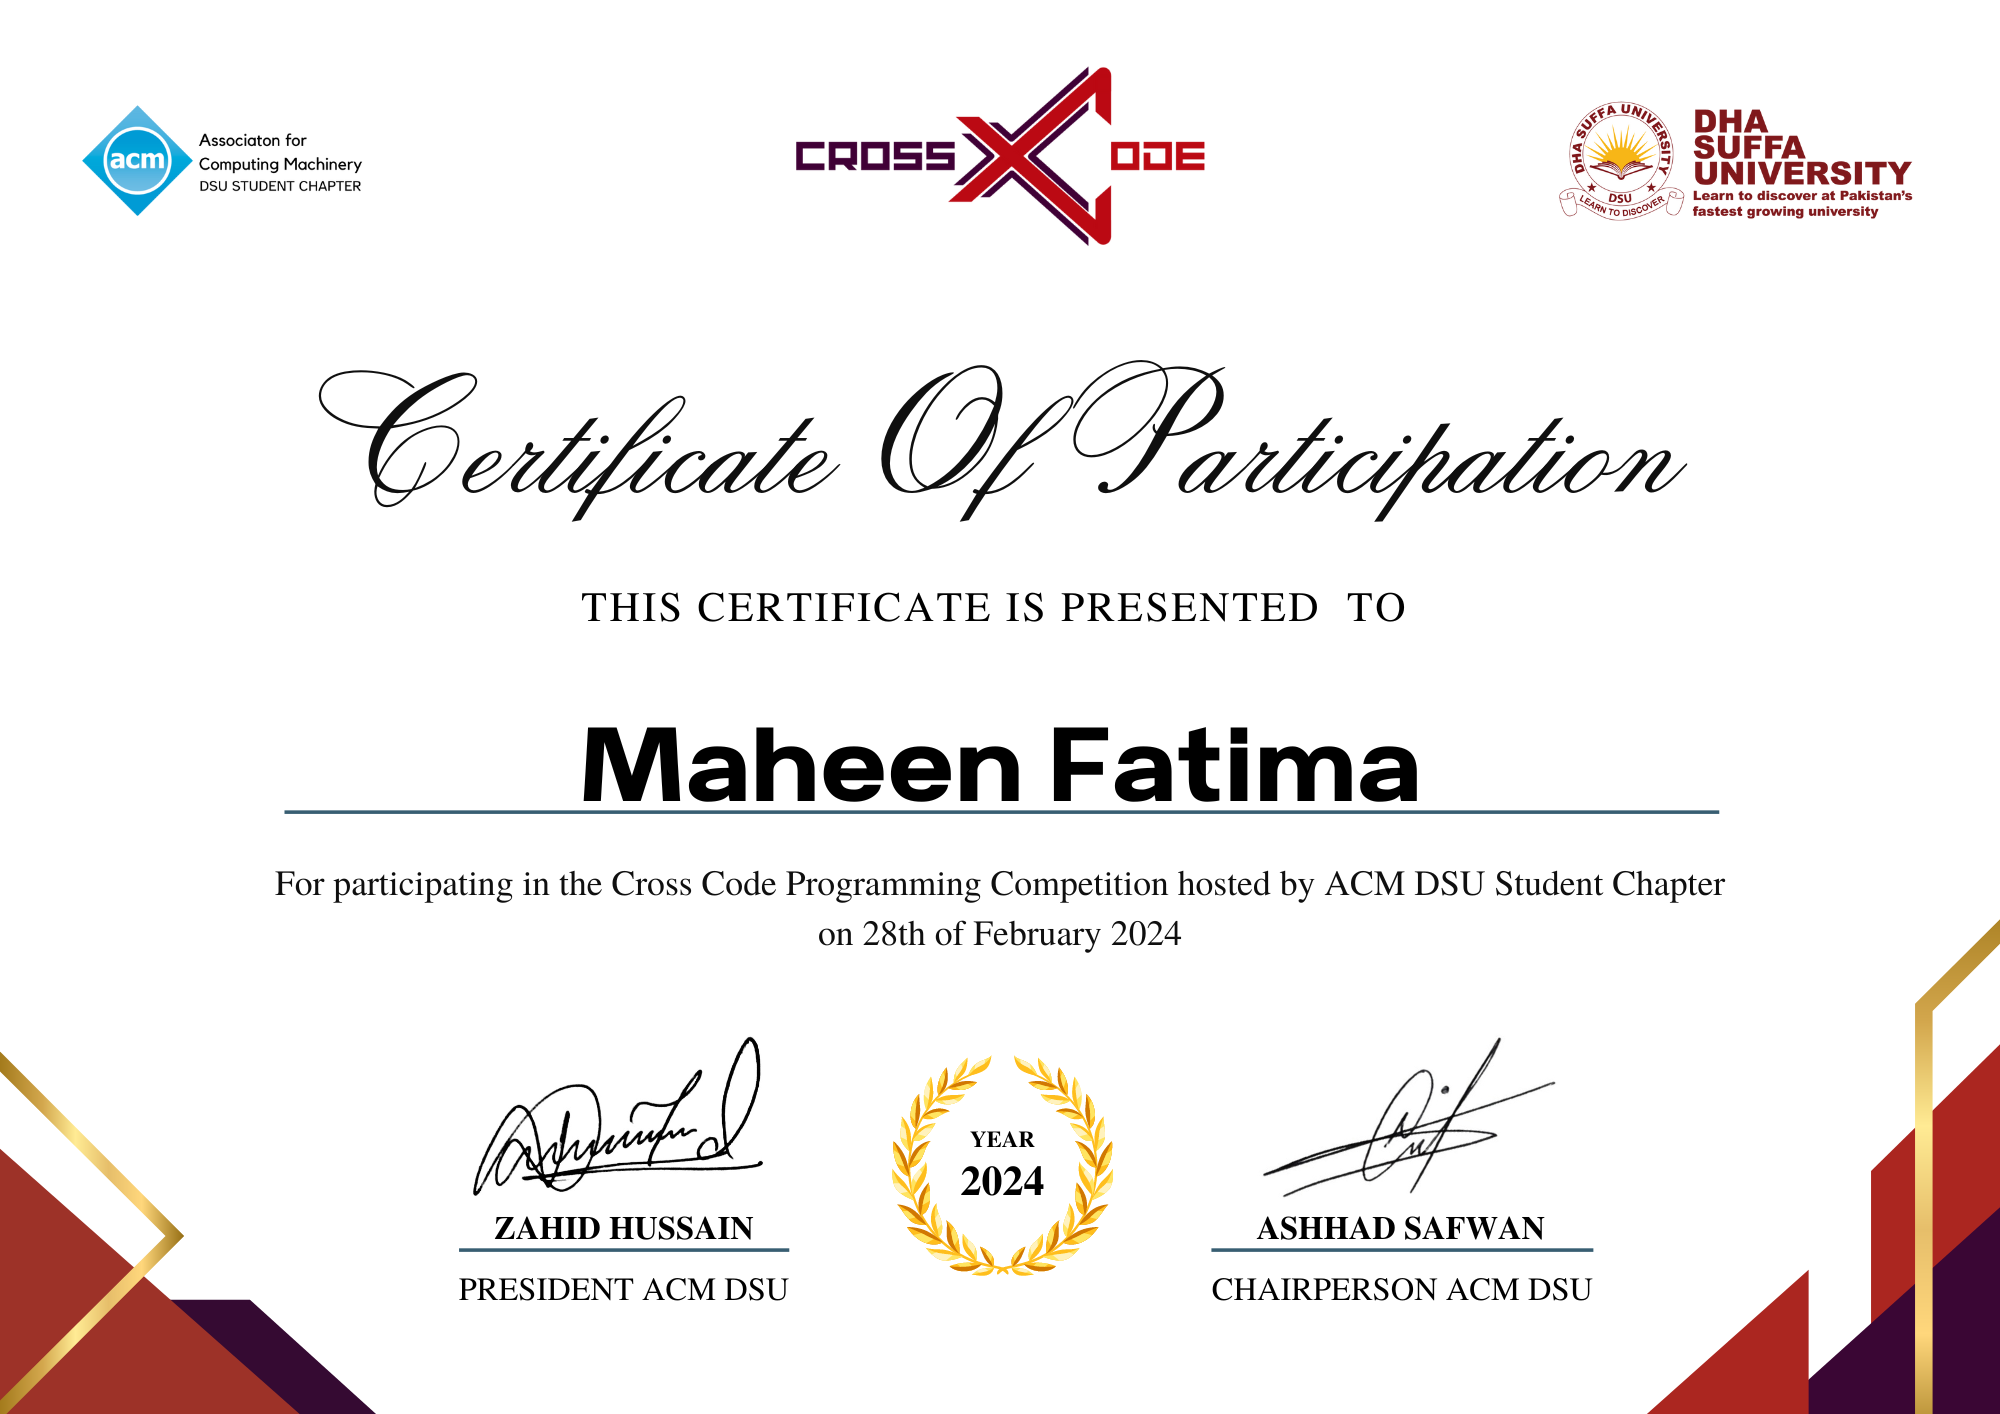 acm
Associaton for
Computing Machinery
DSU STUDENT CHAPTER
CROSS CODE
DHA SUFFA UNIVERSITY
DSU
LEARN TO DISCOVER
DHA
SUFFA
UNIVERSITY
Learn to discover at Pakistan's
fastest growing university
Certificate Of Participation
THIS CERTIFICATE IS PRESENTED TO
Maheen Fatima
For participating in the Cross Code Programming Competition hosted by ACM DSU Student Chapter
on 28th of February 2024
YEAR
2024
ZAHID HUSSAIN
PRESIDENT ACM DSU
ASHHAD SAFWAN
CHAIRPERSON ACM DSU